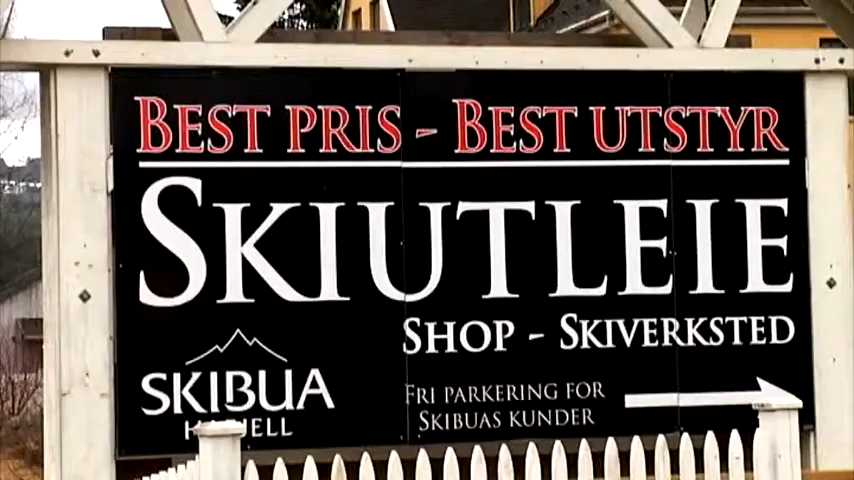 BEST PRIS - BEST UTSTYR
SKIUTLEIE
SHOP - SKIVERKSTED
SKIBUA
FRI PARKERING FOR
SKIBUAS KUNDER